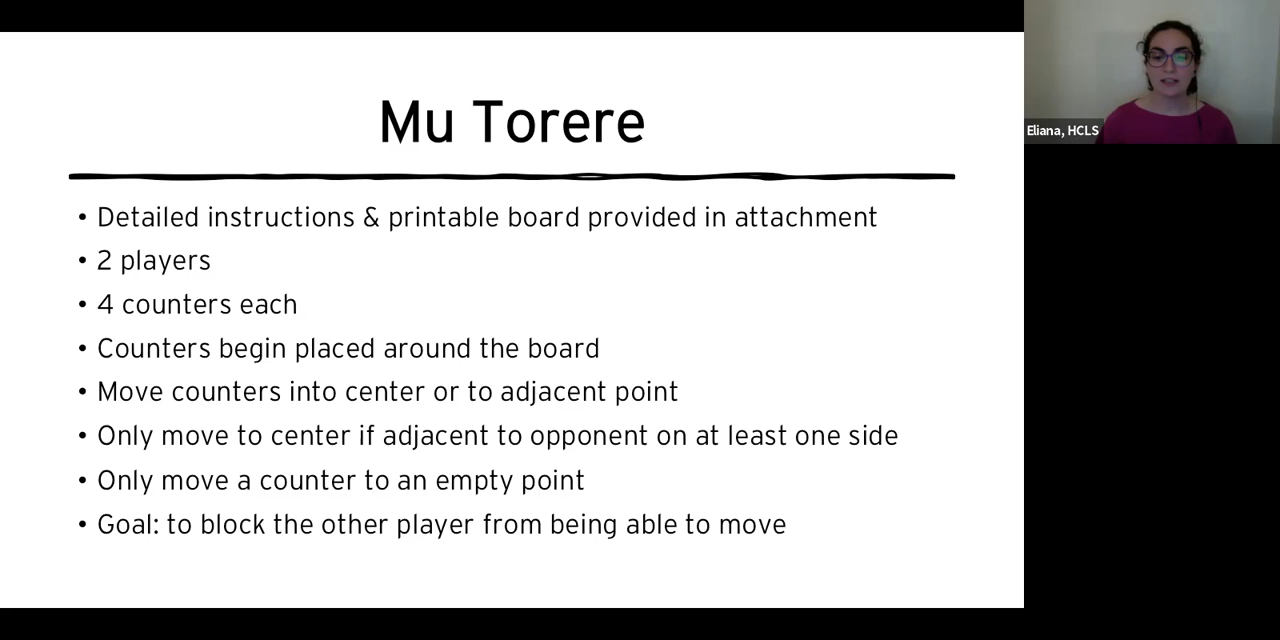 Mu Torere
• Detailed instructions & printable board provided in attachment
• 2 players
• 4 counters each
• Counters begin placed around the board
• Move counters into center or to adjacent point
• Only move to center if adjacent to opponent on at least one side
• Only move a counter to an empty point
• Goal: to block the other player from being able to move
Eliana, HCLS